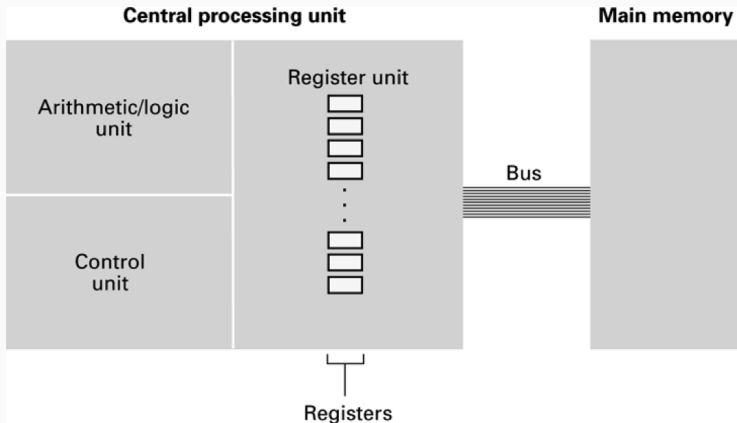 Central processing unit
Main memory
Register unit
Arithmetic/logic
unit
Bus
Control
unit
Registers